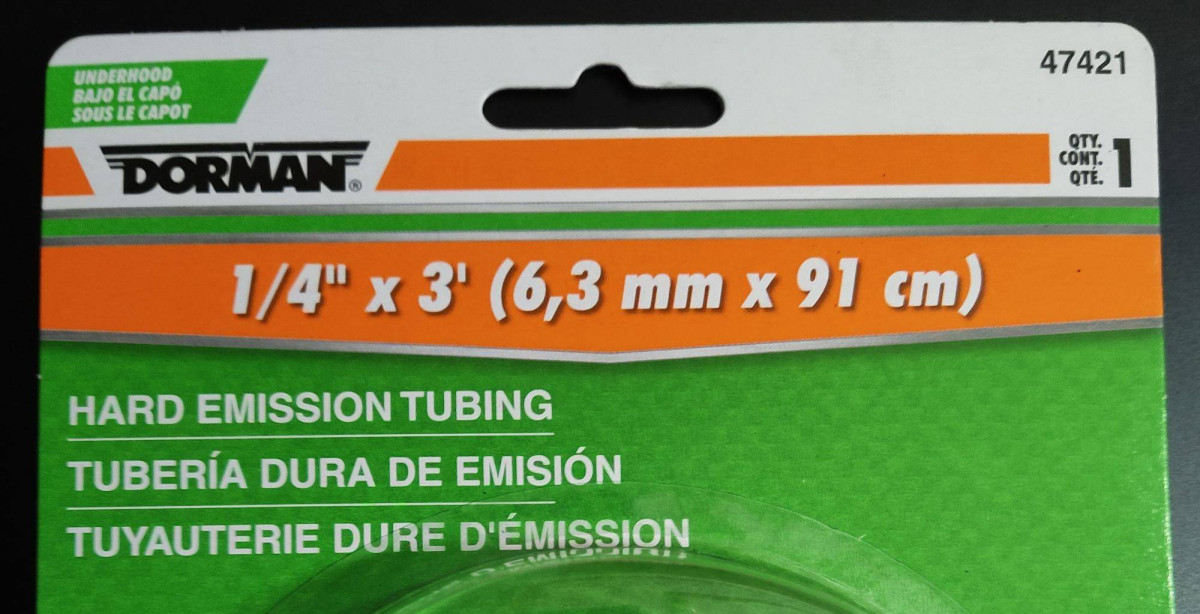 UNDERHOOD
BAJO EL CAPÓ
SOUS LE CAPOT
47421
DORMAN®
QTY.
CONT.
QTÉ.
1
1/4" x 3' (6,3 mm x 91 cm)
HARD EMISSION TUBING
TUBERÍA DURA DE EMISIÓN
TUYAUTERIE DURE D'ÉMISSION